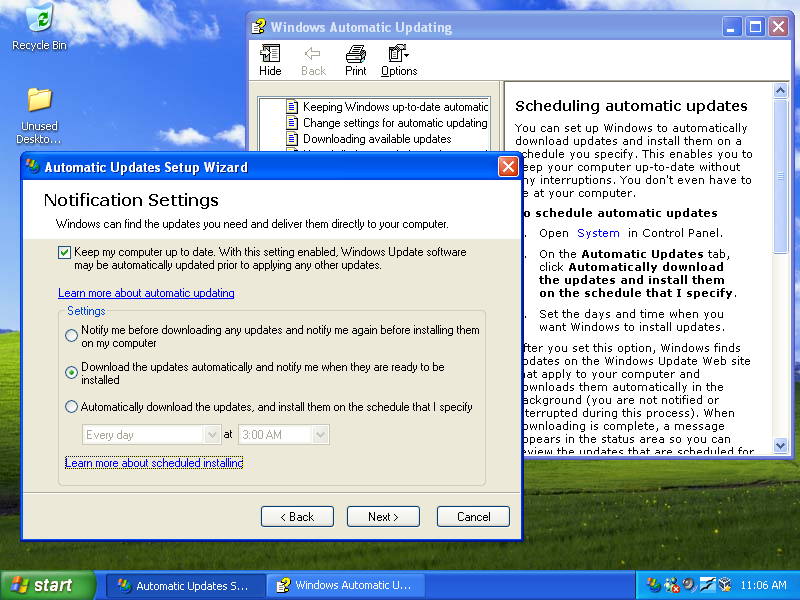 Recycle Bin
Unused
Deskto...
Windows Automatic Updating
Hide
Back
Print
Options
Keeping Windows up-to-date automatic
Change settings for automatic updating
Downloading available updates
Scheduling automatic updates
You can set up Windows to automatically
download updates and install them on a
schedule you specify. This enables you to
keep your computer up-to-date without
any interruptions. You don't even have to
be at your computer.
To schedule automatic updates
Open System in Control Panel.
On the Automatic Updates tab,
click Automatically download
the updates and install them
on the schedule that I specify.
Set the days and time when you
want Windows to install updates.
After you set this option, Windows finds
updates on the Windows Update Web site
that apply to your computer and
downloads them automatically in the
background (you are not notified or
interrupted during this process). When
downloading is complete, a message
appears in the status area so you can
review the updates that are scheduled for
Automatic Updates Setup Wizard
Notification Settings
Windows can find the updates you need and deliver them directly to your computer.
Keep my computer up to date. With this setting enabled, Windows Update software
may be automatically updated prior to applying any other updates.
Learn more about automatic updating
Settings
Notify me before downloading any updates and notify me again before installing them
on my computer
Download the updates automatically and notify me when they are ready to be
installed
Automatically download the updates, and install them on the schedule that I specify
Every day at 3:00 AM
Learn more about scheduled installing
< Back
Next >
Cancel
start
Automatic Updates S...
Windows Automatic U...
11:06 AM